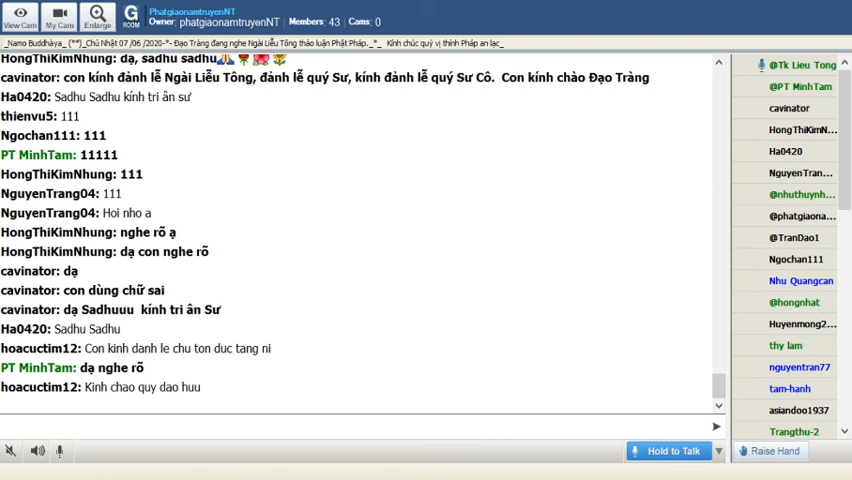 View Cam
My Cam
Enlarge
G
ROOM
PhatgiaonamtruyenNT
Owner: phatgiaonamtruyenNT | Members: 43 | Cams: 0
_Namo Buddhàya_ (**)_Chủ Nhật 07 /06 /2020-*- Đạo Tràng đang nghe Ngài Liễu Tông thảo luận Phật Pháp._*_ Kính chúc quý vị thính Pháp an lạc_
HongThiKimNhung: dạ, sadhu sadhu🙏🌹🌺🌻
cavinator: con kính đảnh lễ Ngài Liễu Tông, đảnh lễ quý Sư, kính đảnh lễ quý Sư Cô. Con kính chào Đạo Tràng
Ha0420: Sadhu Sadhu kính tri ân sư
thienvu5: 111
Ngochan111: 111
PT MinhTam: 11111
HongThiKimNhung: 111
NguyenTrang04: 111
NguyenTrang04: Hoi nho a
HongThiKimNhung: nghe rõ ạ
HongThiKimNhung: dạ con nghe rõ
cavinator: dạ
cavinator: con dùng chữ sai
cavinator: dạ Sadhuuu kính tri ân Sư
Ha0420: Sadhu Sadhu
hoacuctim12: Con kinh danh le chu ton duc tang ni
PT MinhTam: dạ nghe rõ
hoacuctim12: Kinh chao quy dao huu
@Tk Lieu Tong
@PT MinhTam
cavinator
HongThiKimN...
Ha0420
NguyenTran...
@nhuthuynh...
@phatgiaona...
@TranDao1
Ngochan111
Nhu Quangcan
@hongnhat
Huyenmong2...
thy lam
nguyentran77
tam-hanh
asiandoo1937
Trangthu-2
Hold to Talk
Raise Hand